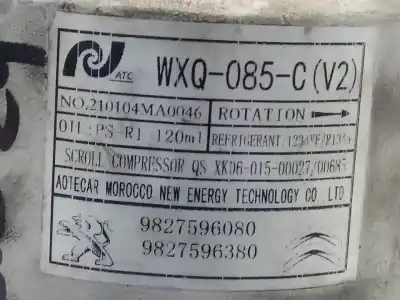 ATC
WXQ-085-C(V2)
NO.210104MA0046
ROTATION
OIL:PS-R1 120ml
REFRIGERANT:1234YF/R134a
SCROLL COMPRESSOR QS XK06-015-00027/00685
AOTECAR MOROCCO NEW ENERGY TECHNOLOGY CO.,LTD
9827596080
9827596380